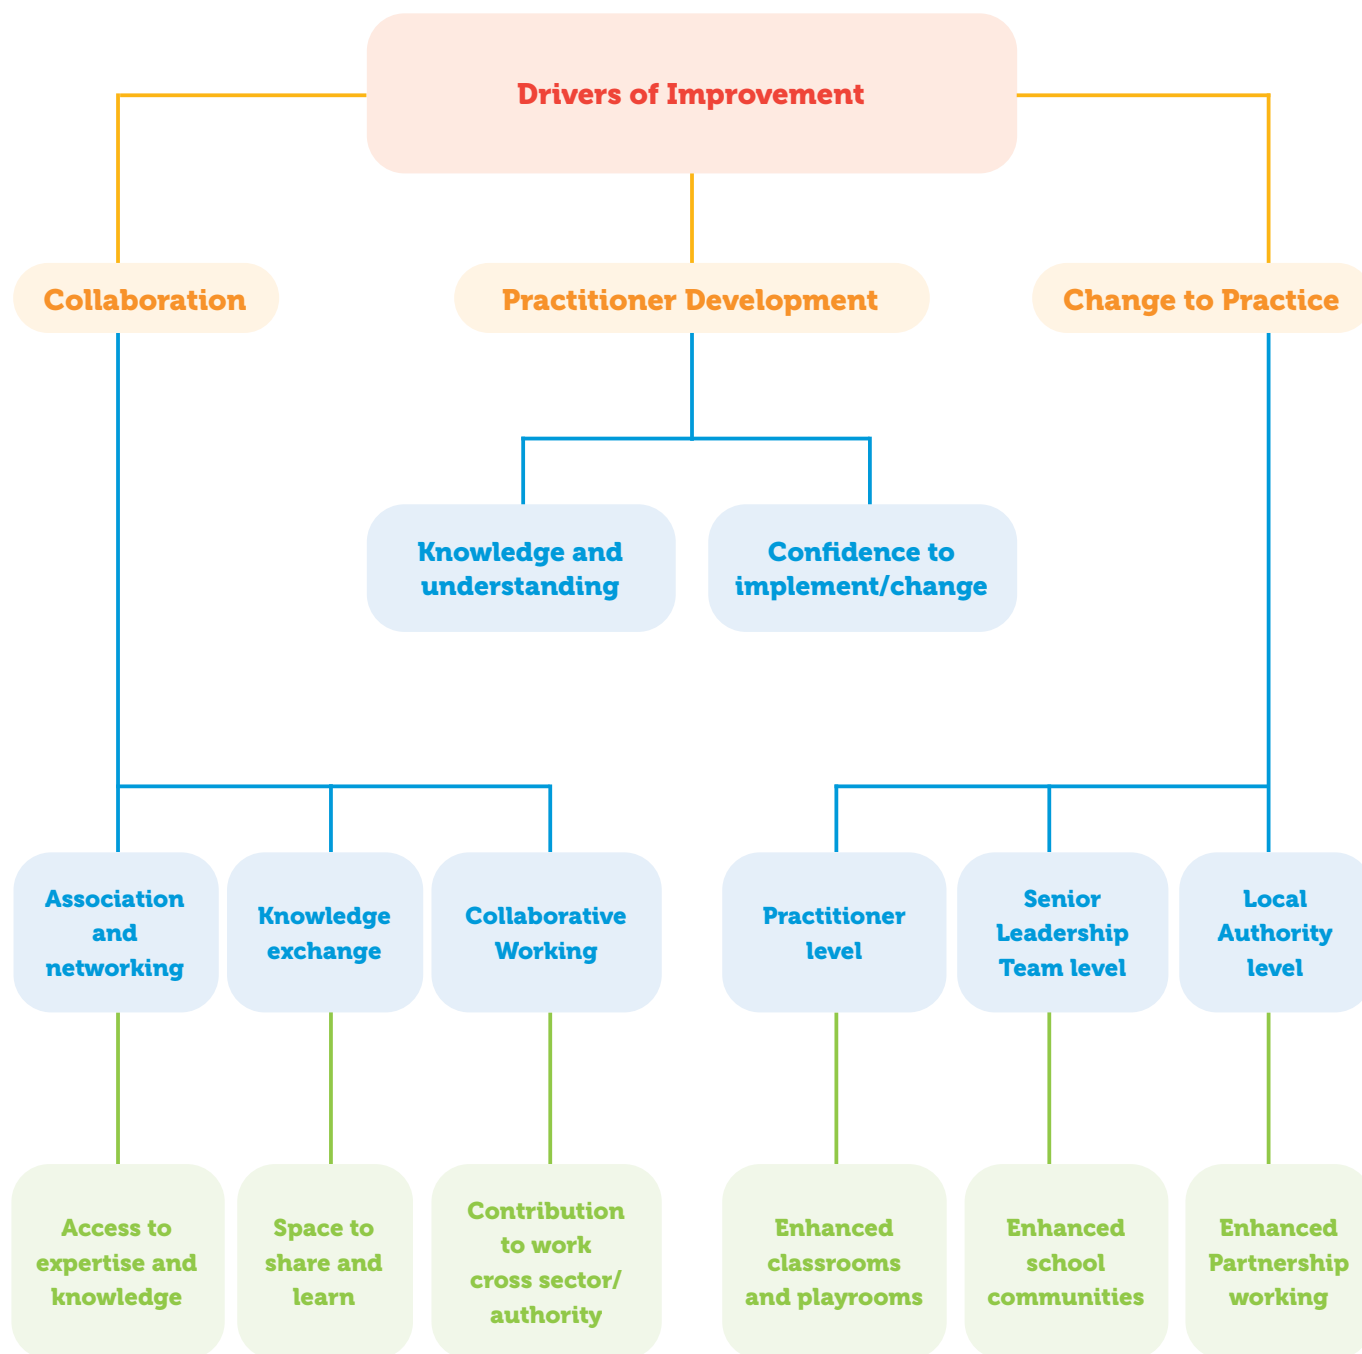 Drivers of Improvement
Collaboration
Practitioner Development
Change to Practice
Knowledge and
understanding
Confidence to
implement/change
Association
and
networking
Knowledge
exchange
Collaborative
Working
Practitioner
level
Senior
Leadership
Team level
Local
Authority
level
Access to
expertise and
knowledge
Space to
share and
learn
Contribution
to work
cross sector/
authority
Enhanced
classrooms
and playrooms
Enhanced
school
communities
Enhanced
Partnership
working